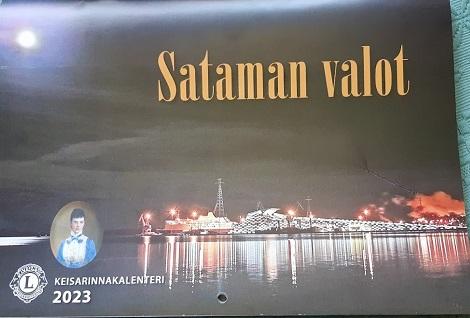 Sataman valot
KEISARINNAKALENTERI
2023
L